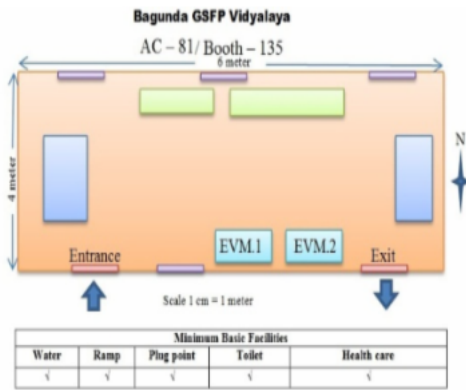 Bagunda GSFP Vidyalaya
AC – 81/ Booth – 135
6 meter
4 meter
N
EVM.1 EVM.2
Entrance Exit
Scale 1 cm = 1 meter
Minimum Basic Facilities
Water Ramp Plug point Toilet Health care
√ √ √ √ √